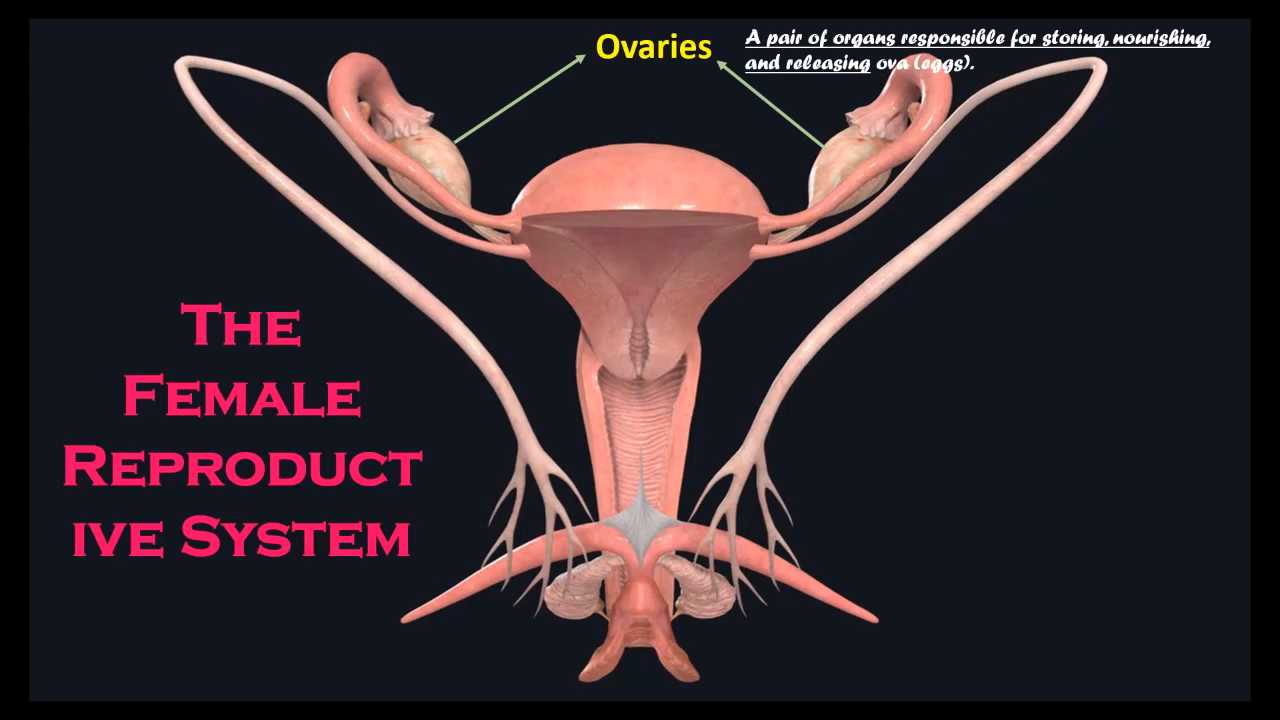 Ovaries
A pair of organs responsible for storing, nourishing,
and releasing ova (eggs).
The
Female
Reproduct
ive System